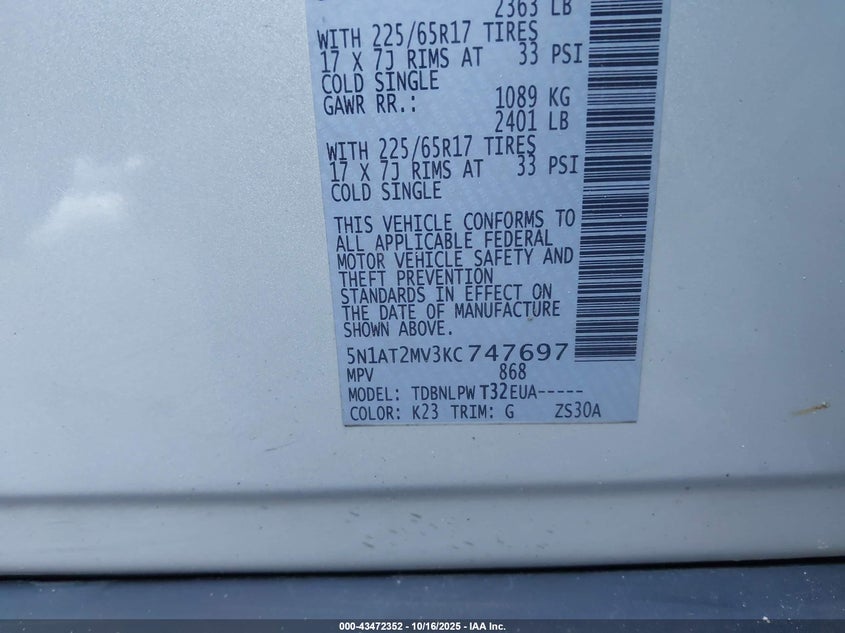 2363 LB
WITH 225/65R17 TIRES
17 X 7J RIMS AT 33 PSI
COLD SINGLE
GAWR RR.: 1089 KG
2401 LB
WITH 225/65R17 TIRES
17 X 7J RIMS AT 33 PSI
COLD SINGLE
THIS VEHICLE CONFORMS TO
ALL APPLICABLE FEDERAL
MOTOR VEHICLE SAFETY AND
THEFT PREVENTION
STANDARDS IN EFFECT ON
THE DATE OF MANUFACTURE
SHOWN ABOVE.
5N1AT2MV3KC747697
MPV 868
MODEL: TDBNLPWT32EUA-----
COLOR: K23 TRIM: G ZS30A
000-43472352 - 10/16/2025 - IAA Inc.